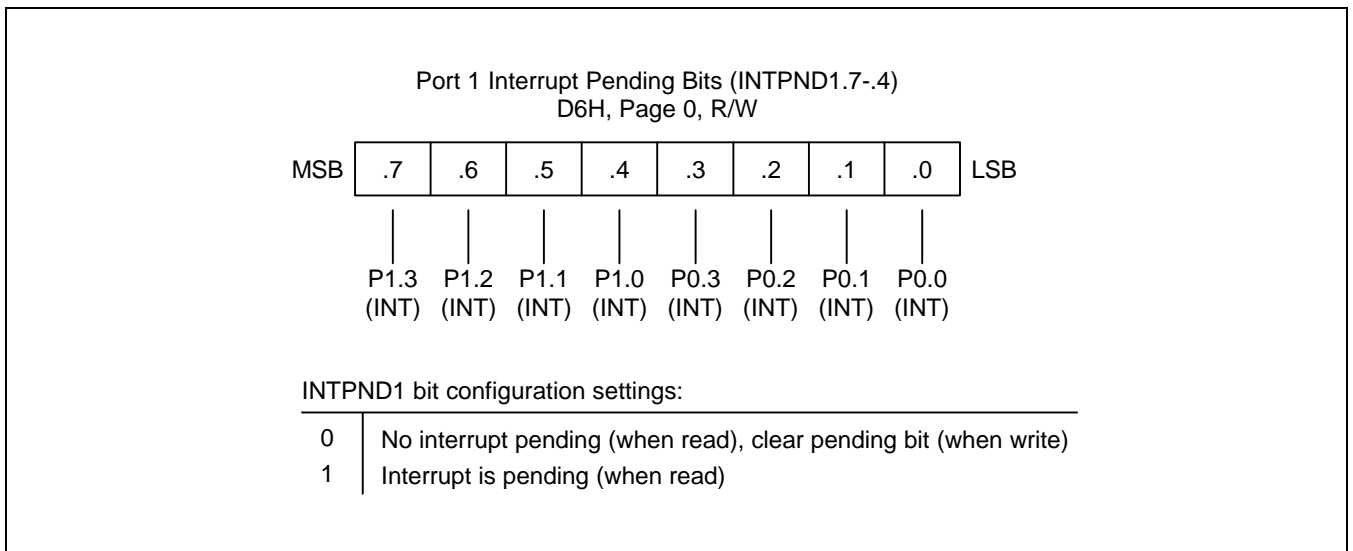 Port 1 Interrupt Pending Bits (INTPND1.7-.4)
D6H, Page 0, R/W
MSB .7 .6 .5 .4 .3 .2 .1 .0 LSB
P1.3 P1.2 P1.1 P1.0 P0.3 P0.2 P0.1 P0.0
(INT) (INT) (INT) (INT) (INT) (INT) (INT) (INT)
INTPND1 bit configuration settings:
0 No interrupt pending (when read), clear pending bit (when write)
1 Interrupt is pending (when read)